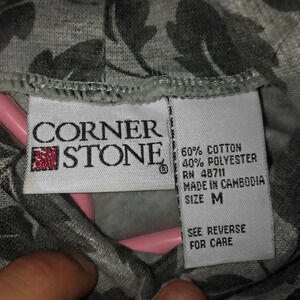 CORNER
STONE®
60% COTTON
40% POLYESTER
RN 48711
MADE IN CAMBODIA
SIZE M
SEE REVERSE
FOR CARE